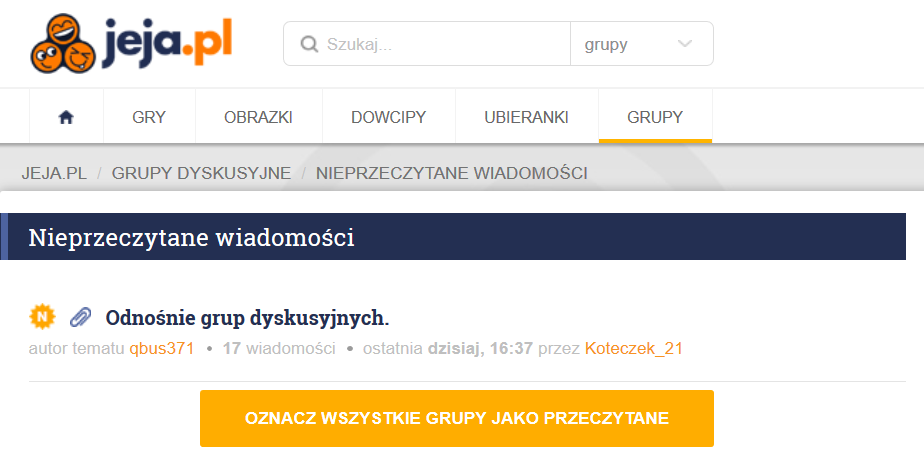 jeja.pl
Szukaj... grupy
GRY OBRAZKI DOWCIPY UBIERANKI GRUPY
JEJA.PL / GRUPY DYSKUSYJNE / NIEPRZECZYTANE WIADOMOŚCI
Nieprzeczytane wiadomości
N Odnośnie grup dyskusyjnych.
autor tematu qbus371 • 17 wiadomości • ostatnia dzisiaj, 16:37 przez Koteczek_21
OZNACZ WSZYSTKIE GRUPY JAKO PRZECZYTANE